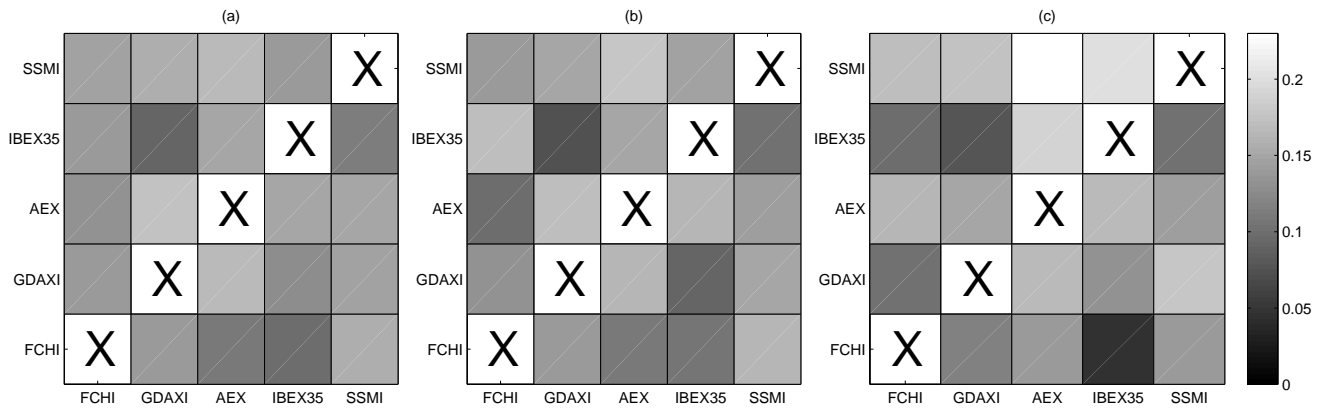 (a) (b) (c)
SSMI X SSMI X SSMI X 0.2
IBEX35 X IBEX35 X IBEX35 X 0.15
AEX X AEX X AEX X 0.1
GDAXI X GDAXI X GDAXI X 0.05
FCHI X FCHI X FCHI X 0
FCHI GDAXI AEX IBEX35 SSMI FCHI GDAXI AEX IBEX35 SSMI FCHI GDAXI AEX IBEX35 SSMI